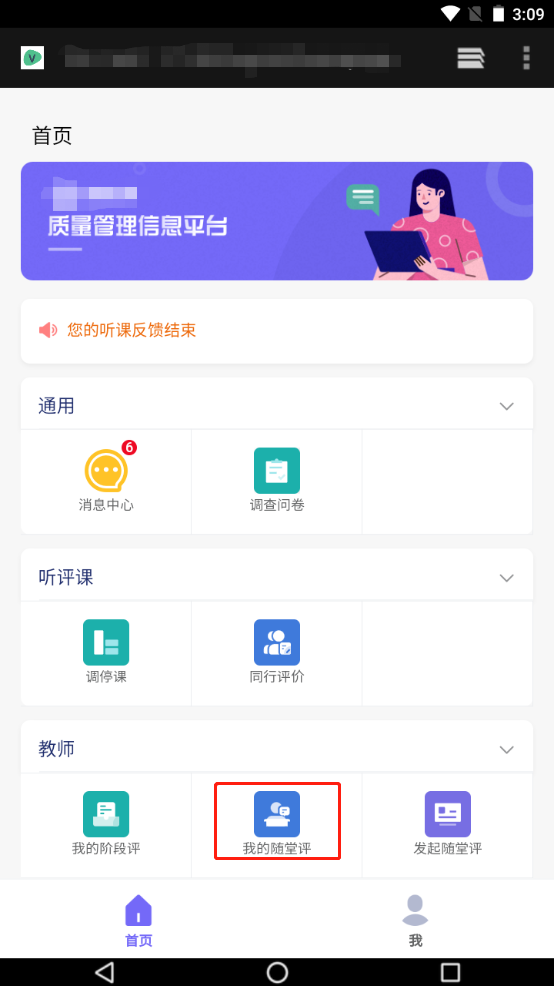 3:09
V
首页
质量管理信息平台
您的听课反馈结束
通用
6
消息中心
调查问卷
听评课
调停课
同行评价
教师
我的阶段评
我的随堂评
发起随堂评
首页
我